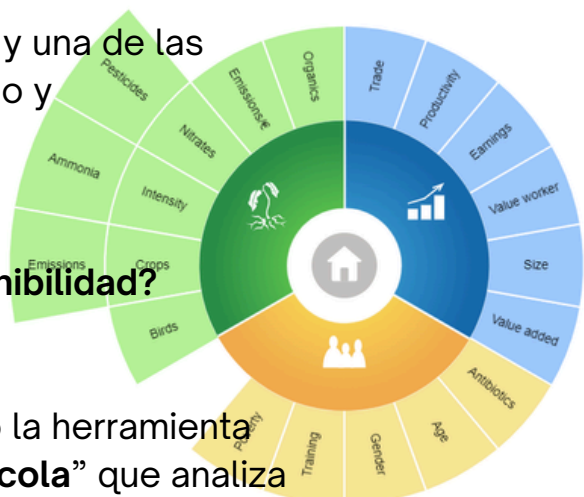 y una de las
o y
nibilidad?
o la herramienta
cola” que analiza
Pesticides
Ammonia
Emissions
Nitrates
Intensity
Crops
Birds
Emissions/€
Organics
Trade
Productivity
Earnings
Value worker
Size
Value added
Antibiotics
Age
Gender
Training
Poverty